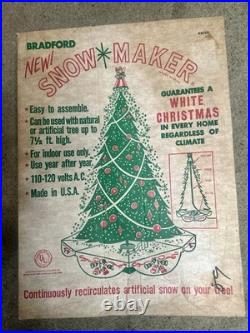 BRADFORD
NEW!
SNOW MAKER
GUARANTEES A
WHITE
CHRISTMAS
IN EVERY HOME
REGARDLESS OF
CLIMATE
• Easy to assemble.
• Can be used with natural
or artificial tree up to
7½ ft. high.
• For indoor use only.
• Use year after year.
• 110-120 volts A.C.
• Made in U.S.A.
Continuously recirculates artificial snow on your tree!